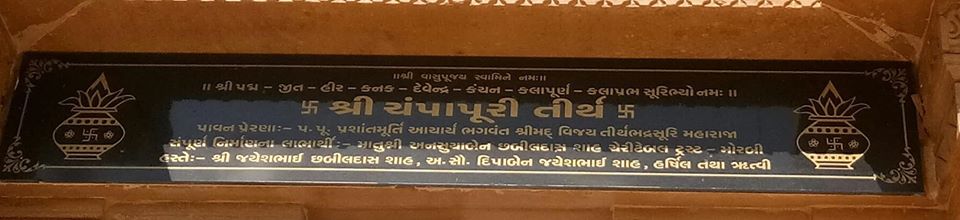 ॥શ્રી વાસુપૂજ્ય સ્વામિને નમઃ॥
॥ શ્રી પદ્મ – જીત – હીર – કનક – દેવેન્દ્ર – કંચન – કલાપૂર્ણ – કલાપ્રભ સૂરિભ્યો નમઃ ॥
卐 શ્રી ચંપાપૂરી તીર્થ 卐
પાવન પ્રેરણાઃ– પ. પૂ. પ્રશાંતમૂર્તિ આચાર્ય ભગવંત શ્રીમદ્ વિજય તીર્થભદ્રસૂરિ મહારાજા
સંપૂર્ણ નિર્માણના લાભાર્થીઃ– માતુશ્રી અનસુયાબેન છબીલદાસ શાહ ચેરીટેબલ ટ્રસ્ટ – મોરબી
હસ્તેઃ– શ્રી જયેશભાઈ છબીલદાસ શાહ, અ.સૌ. દિપાબેન જયેશભાઈ શાહ, હર્ષિલ તથા ઋત્વી